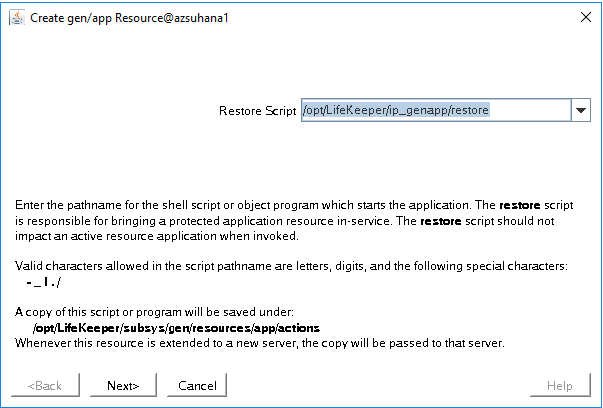 Create gen/app Resource@azsuhana1
Restore Script /opt/LifeKeeper/ip_genapp/restore
Enter the pathname for the shell script or object program which starts the application. The restore script
is responsible for bringing a protected application resource in-service. The restore script should not
impact an active resource application when invoked.
Valid characters allowed in the script pathname are letters, digits, and the following special characters:
- _ ! . /
A copy of this script or program will be saved under:
/opt/LifeKeeper/subsys/gen/resources/app/actions
Whenever this resource is extended to a new server, the copy will be passed to that server.
<Back Next> Cancel Help